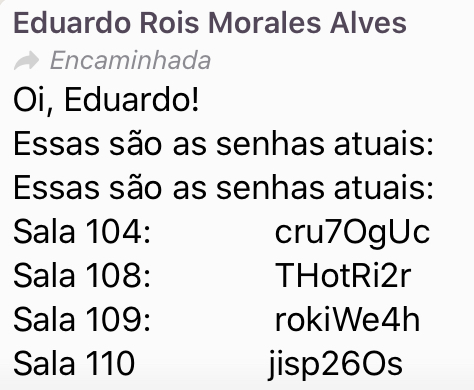 Eduardo Rois Morales Alves
Encaminhada
Oi, Eduardo!
Essas são as senhas atuais:
Essas são as senhas atuais:
Sala 104: cru7OgUc
Sala 108: THotRi2r
Sala 109: rokiWe4h
Sala 110 jisp26Os